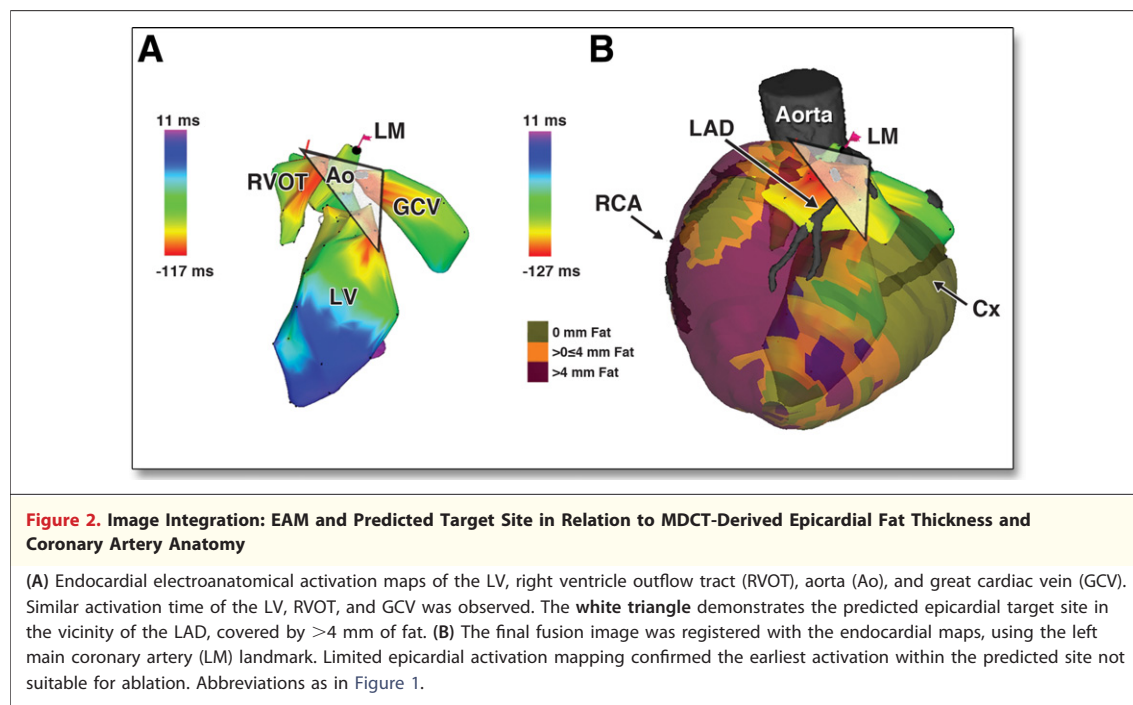 A
B
11 ms
-117 ms
LM
RVOT
Ao
GCV
LV
11 ms
-127 ms
Aorta
LAD
LM
RCA
Cx
0 mm Fat
>0≤4 mm Fat
>4 mm Fat
Figure 2. Image Integration: EAM and Predicted Target Site in Relation to MDCT-Derived Epicardial Fat Thickness and
Coronary Artery Anatomy
(A) Endocardial electroanatomical activation maps of the LV, right ventricle outflow tract (RVOT), aorta (Ao), and great cardiac vein (GCV).
Similar activation time of the LV, RVOT, and GCV was observed. The white triangle demonstrates the predicted epicardial target site in
the vicinity of the LAD, covered by >4 mm of fat. (B) The final fusion image was registered with the endocardial maps, using the left
main coronary artery (LM) landmark. Limited epicardial activation mapping confirmed the earliest activation within the predicted site not
suitable for ablation. Abbreviations as in Figure 1.